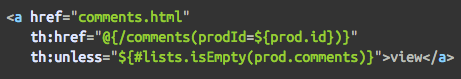 <a href="comments.html"
th:href="@{/comments(prodId=${prod.id})}"
th:unless="${#lists.isEmpty(prod.comments)}">view</a>